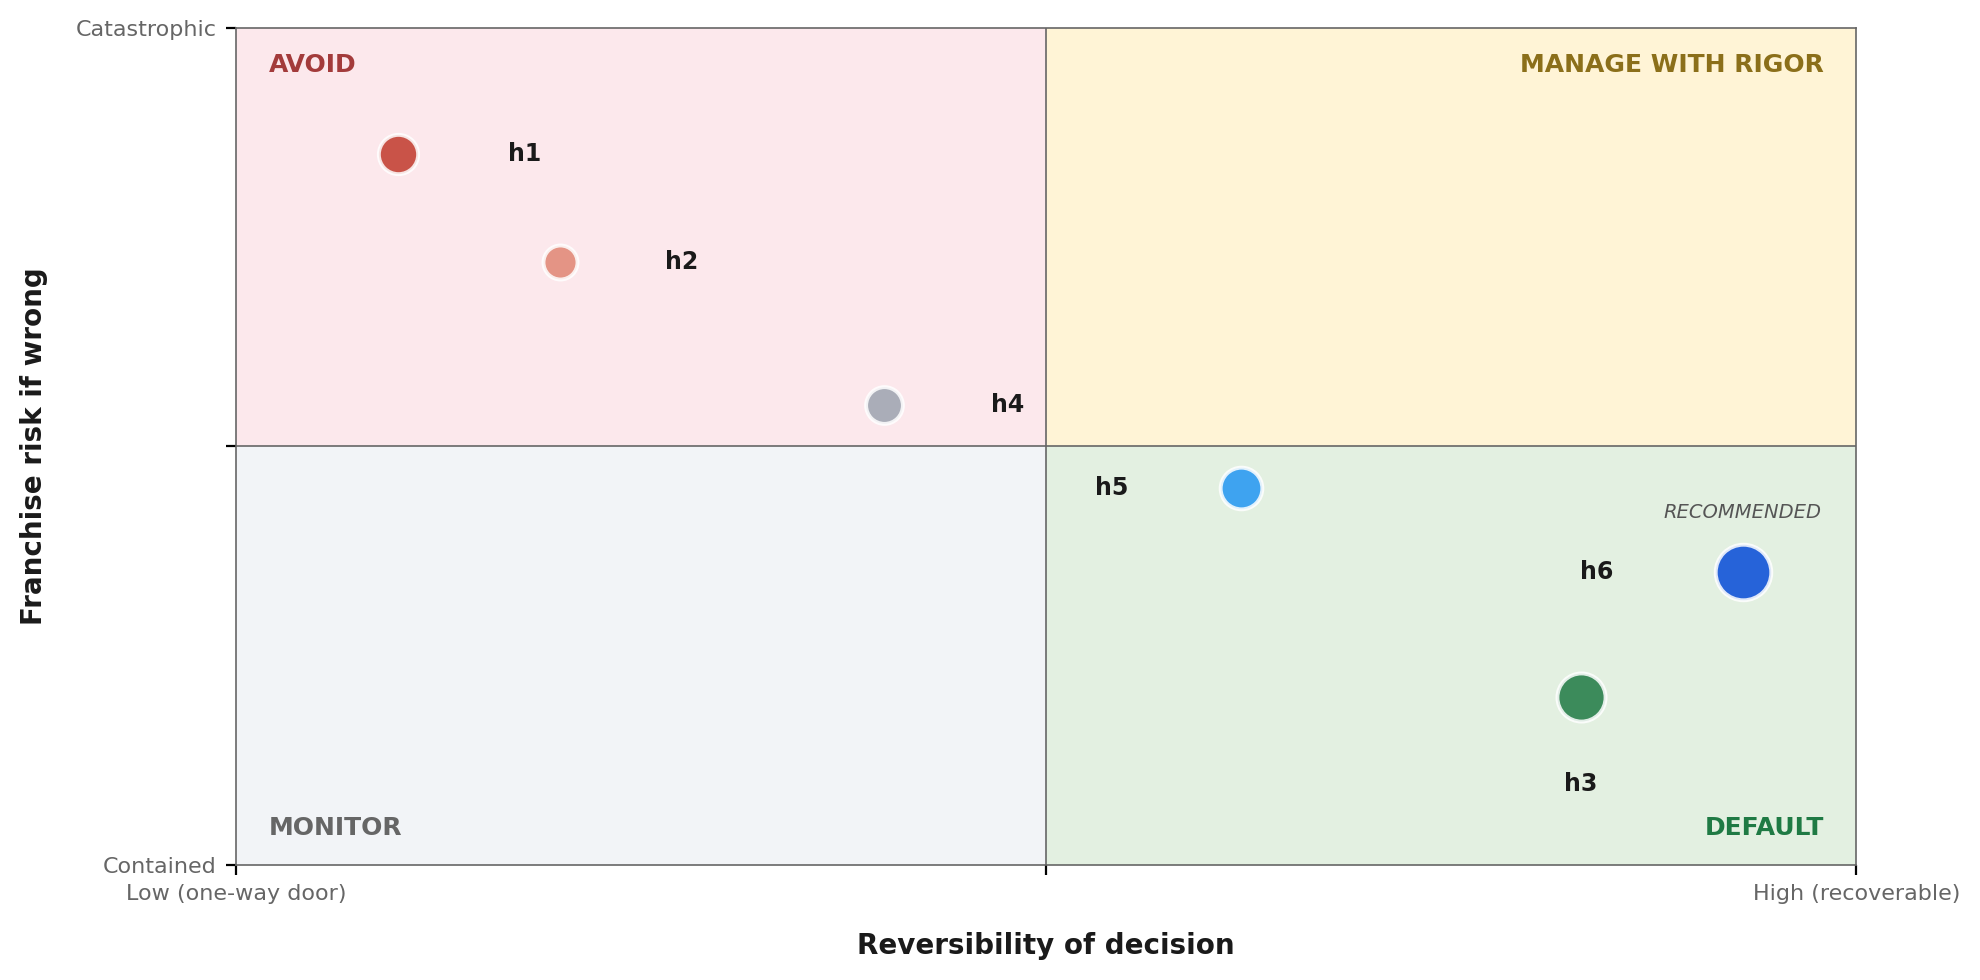 Catastrophic
AVOID
MANAGE WITH RIGOR
h1
h2
h4
h5
RECOMMENDED
h6
h3
MONITOR
DEFAULT
Contained
Low (one-way door)
High (recoverable)
Reversibility of decision
Franchise risk if wrong